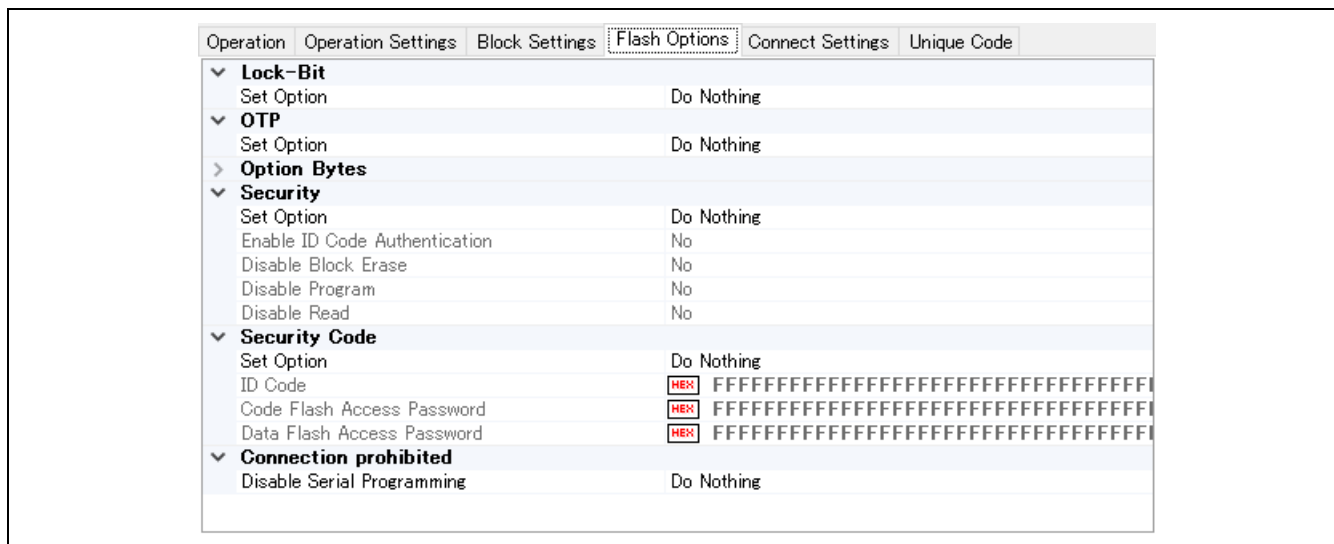 Operation Operation Settings Block Settings Flash Options Connect Settings Unique Code
Lock-Bit
Set Option Do Nothing
OTP
Set Option Do Nothing
Option Bytes
Security
Set Option Do Nothing
Enable ID Code Authentication No
Disable Block Erase No
Disable Program No
Disable Read No
Security Code
Set Option Do Nothing
ID Code HEX FFFFFFFFFFFFFFFFFFFFFFFFFFFFFFFFFFF
Code Flash Access Password HEX FFFFFFFFFFFFFFFFFFFFFFFFFFFFFFFFFFF
Data Flash Access Password HEX FFFFFFFFFFFFFFFFFFFFFFFFFFFFFFFFFFF
Connection prohibited
Disable Serial Programming Do Nothing